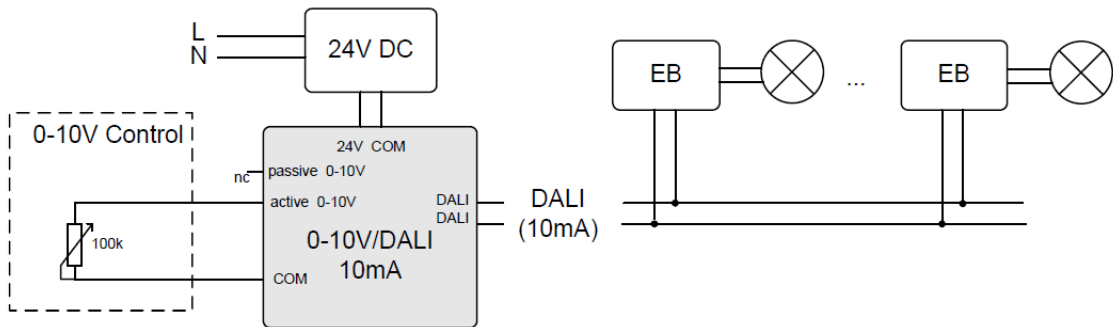 L
N
24V DC
EB
...
EB
0-10V Control
24V COM
nc
passive 0-10V
active 0-10V
DALI
DALI
DALI
(10mA)
100k
0-10V/DALI
10mA
COM